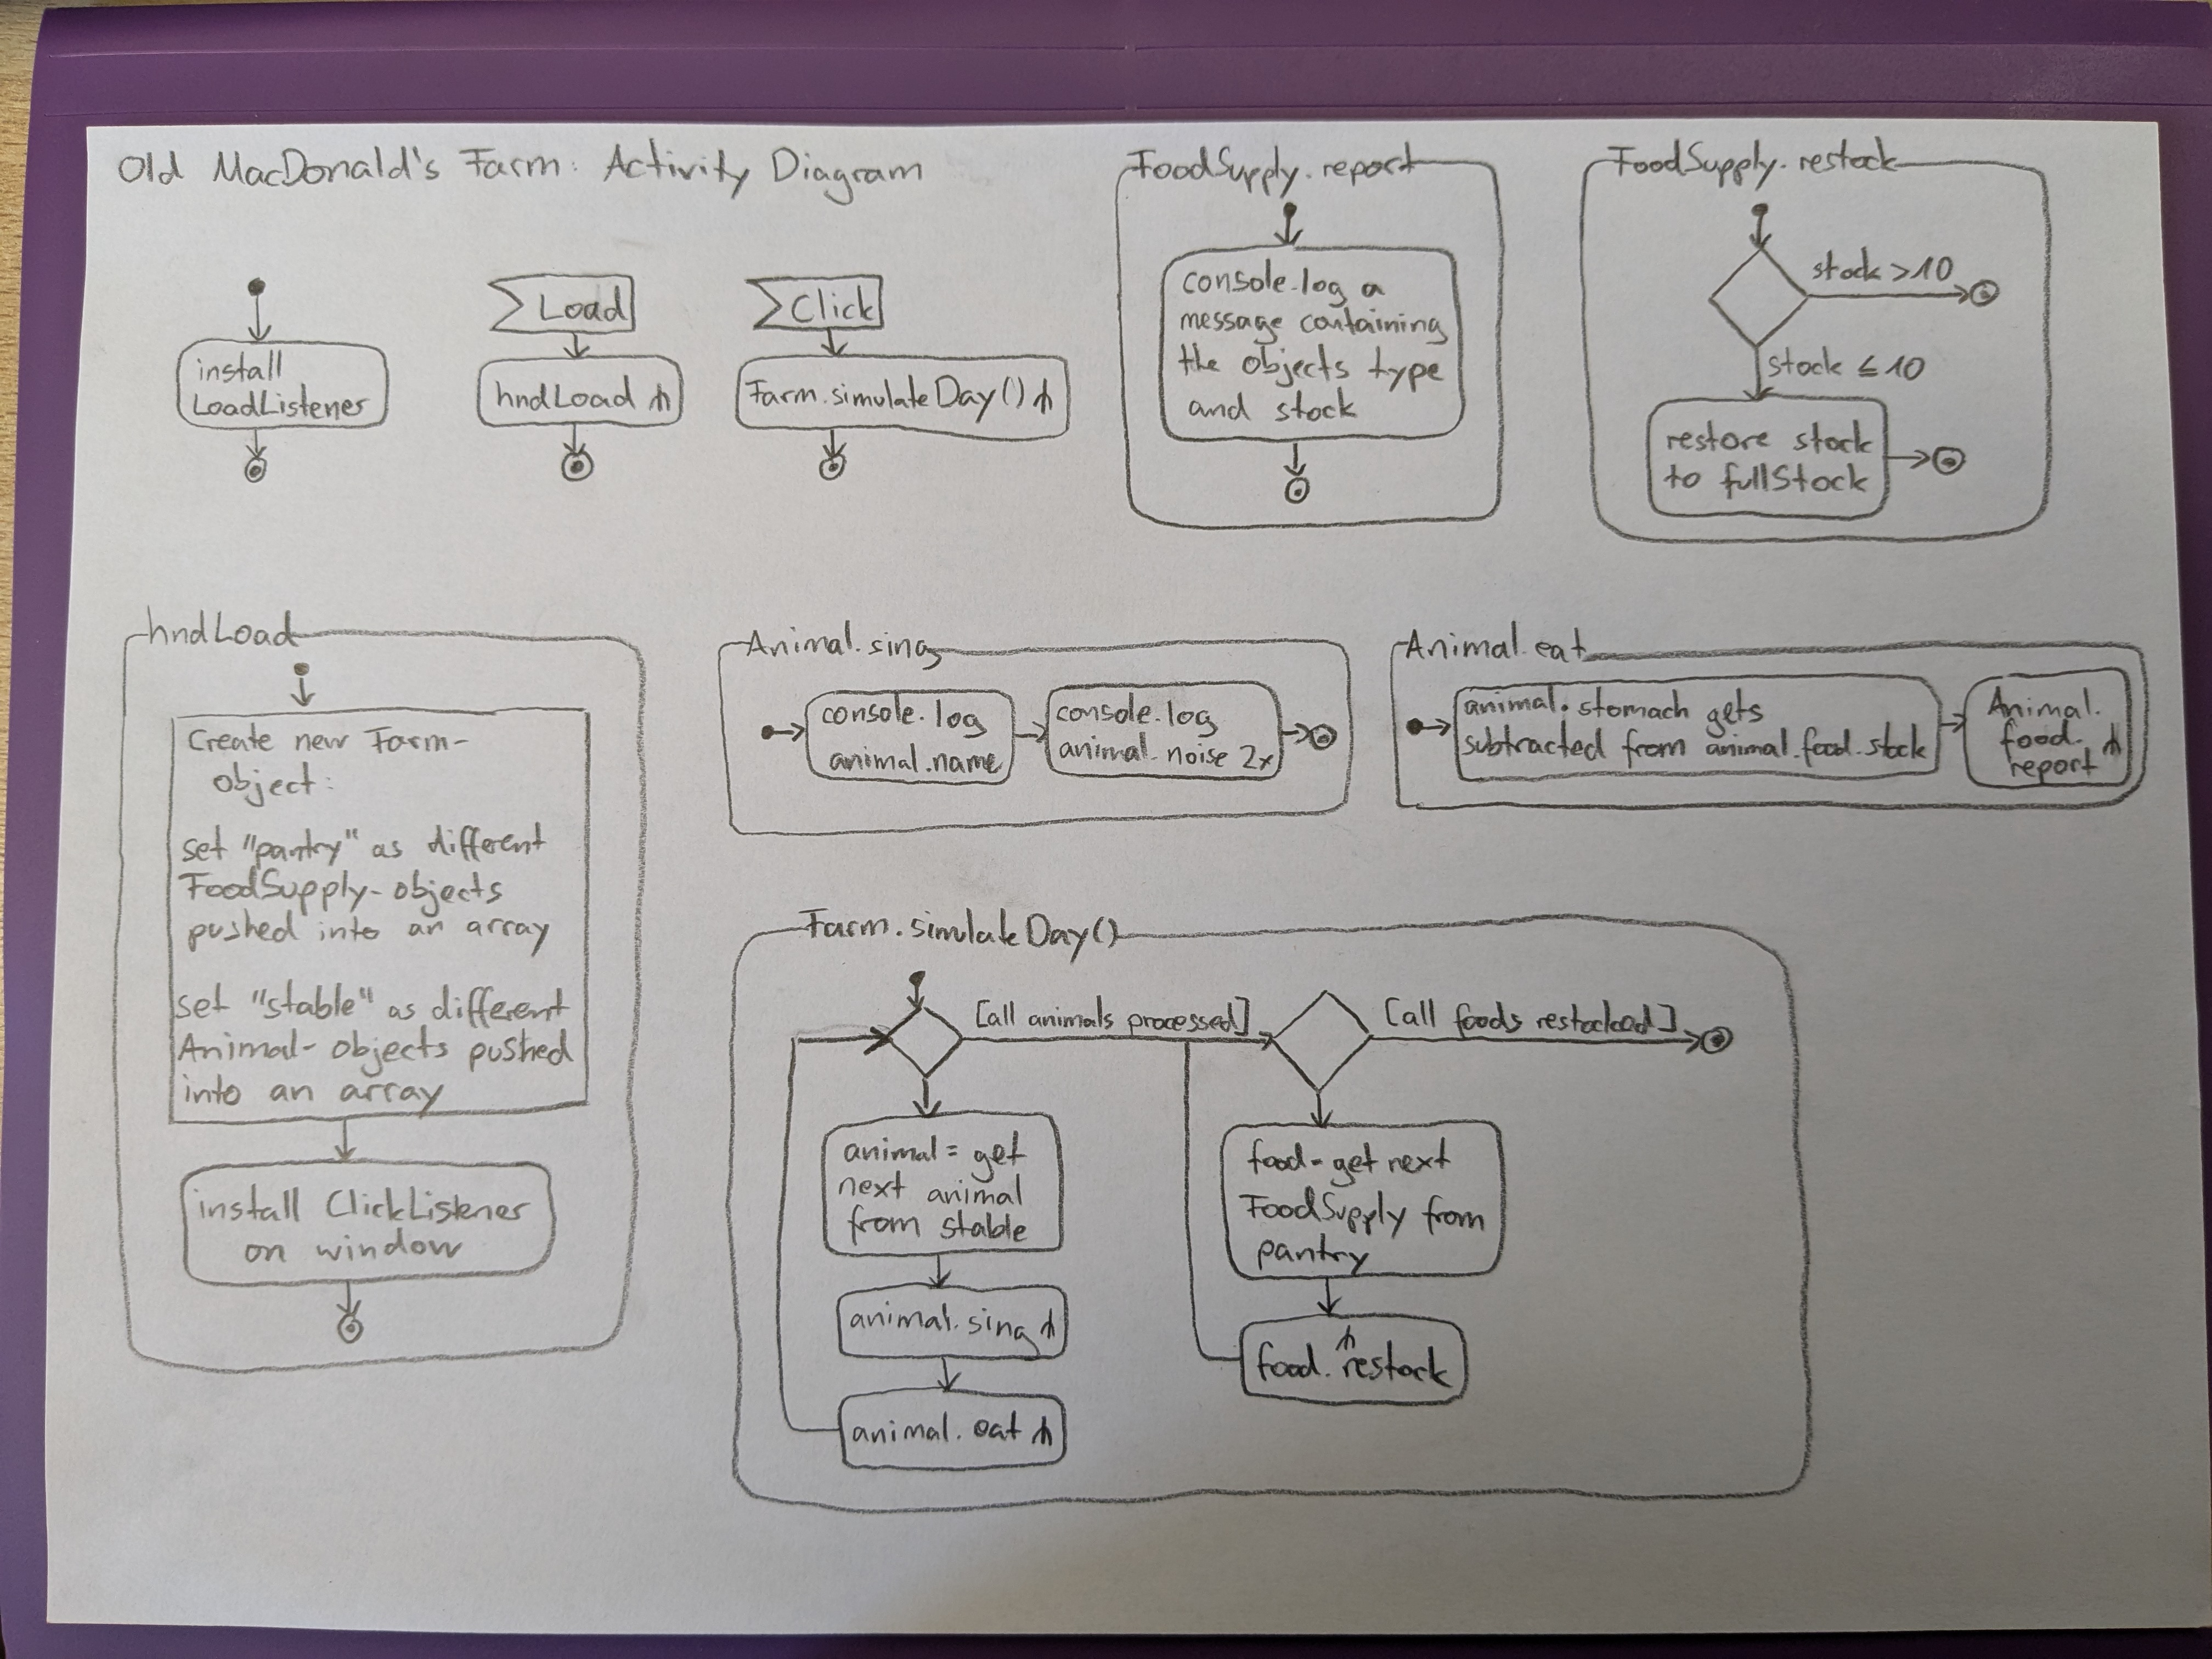 Old MacDonald's Farm: Activity Diagram
install
LoadListener
Load
hndLoad
Click
Farm.simulateDay()
FoodSupply.report
console.log a
message containing
the objects type
and stock
FoodSupply.restock
stock >10
stock ≤ 10
restore stock
to fullStock
hndLoad
Create new Farm-
object:
set "pantry" as different
FoodSupply-objects
pushed into an array
set "stable" as different
Animal-objects pushed
into an array
install ClickListener
on window
Animal.sing
console.log
animal.name
console.log
animal.noise 2x
Animal.eat
animal.stomach gets
subtracted from animal.food.stock
Animal.
food.
report
Farm.simulateDay()
[all animals processed]
[all foods restocked]
animal = get
next animal
from stable
animal.sing
animal.eat
food = get next
FoodSupply from
pantry
food.restock